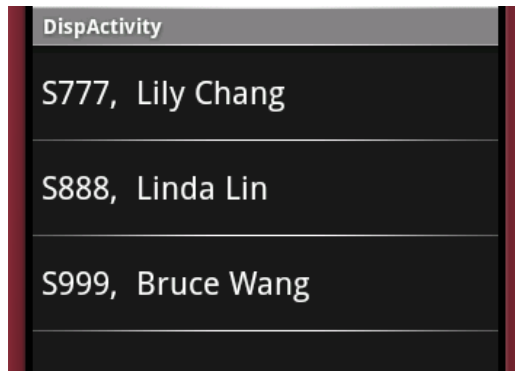 DispActivity
S777,  Lily Chang
S888,  Linda Lin
S999,  Bruce Wang